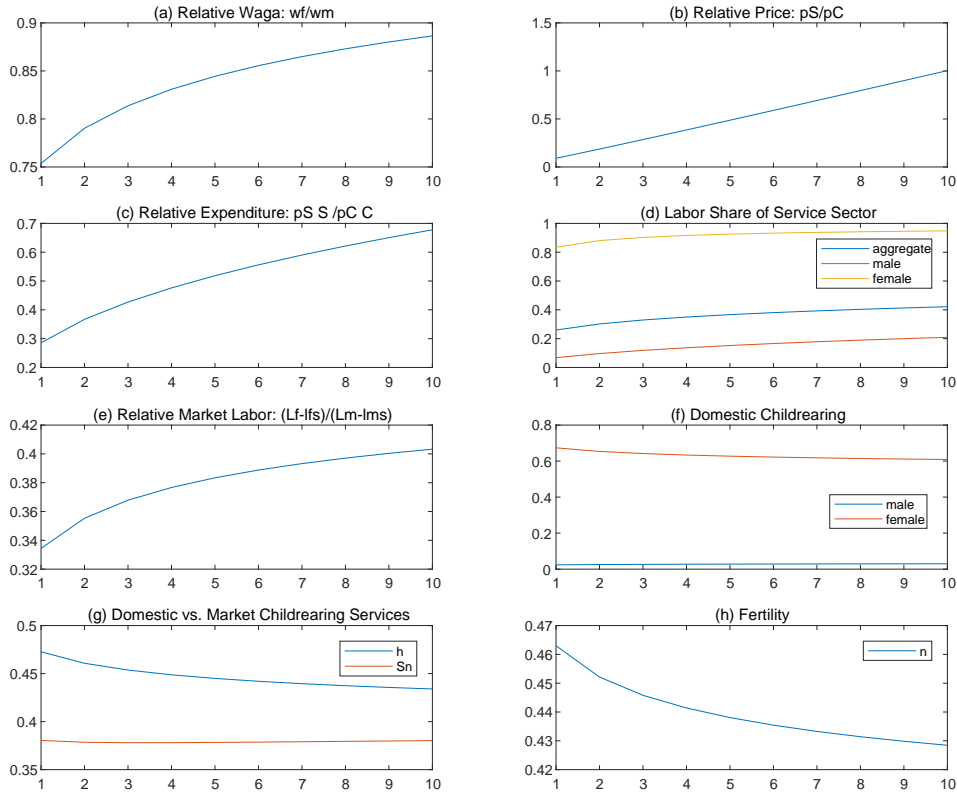 (a) Relative Waga: wf/wm
0.9
0.85
0.8
0.75
1 2 3 4 5 6 7 8 9 10
(b) Relative Price: pS/pC
1.5
1
0.5
0
1 2 3 4 5 6 7 8 9 10
(c) Relative Expenditure: pS S /pC C
0.7
0.6
0.5
0.4
0.3
0.2
1 2 3 4 5 6 7 8 9 10
(d) Labor Share of Service Sector
1
0.8
0.6
0.4
0.2
0
aggregate
male
female
1 2 3 4 5 6 7 8 9 10
(e) Relative Market Labor: (Lf-lfs)/(Lm-lms)
0.42
0.4
0.38
0.36
0.34
0.32
1 2 3 4 5 6 7 8 9 10
(f) Domestic Childrearing
0.8
0.6
0.4
0.2
0
male
female
1 2 3 4 5 6 7 8 9 10
(g) Domestic vs. Market Childrearing Services
0.5
0.45
0.4
0.35
h
Sn
1 2 3 4 5 6 7 8 9 10
(h) Fertility
0.47
0.46
0.45
0.44
0.43
0.42
n
1 2 3 4 5 6 7 8 9 10